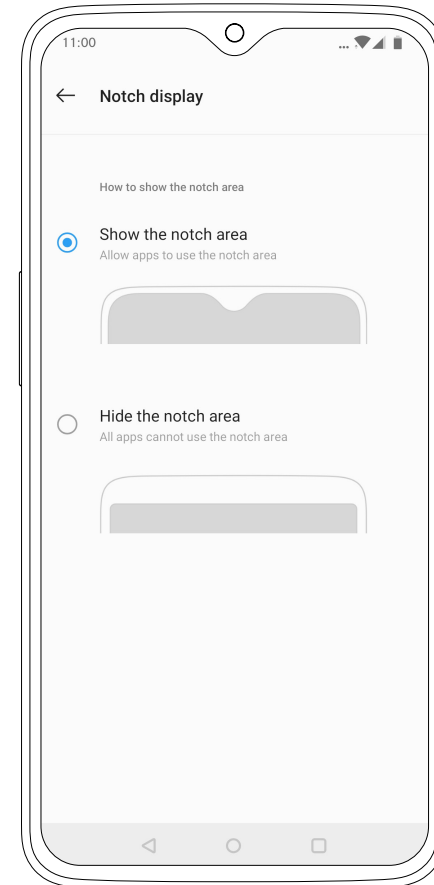 11:00
Notch display
How to show the notch area
Show the notch area
Allow apps to use the notch area
Hide the notch area
All apps cannot use the notch area